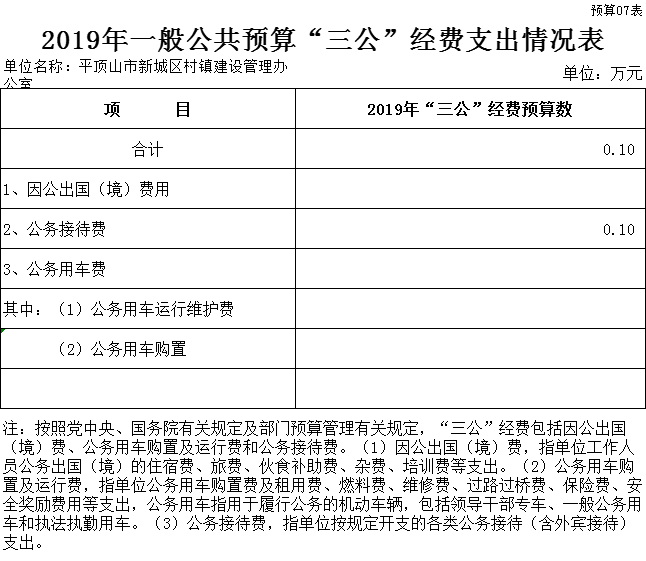 预算07表
2019年一般公共预算“三公”经费支出情况表
单位名称：平顶山市新城区村镇建设管理办
公室
单位：万元
项 目
2019年“三公”经费预算数
合计
0.10
1、因公出国（境）费用
2、公务接待费
0.10
3、公务用车费
其中：（1）公务用车运行维护费
（2）公务用车购置
注：按照党中央、国务院有关规定及部门预算管理有关规定，“三公”经费包括因公出国
（境）费、公务用车购置及运行费和公务接待费。（1）因公出国（境）费，指单位工作人
员公务出国（境）的住宿费、旅费、伙食补助费、杂费、培训费等支出。（2）公务用车购
置及运行费，指单位公务用车购置费及租用费、燃料费、维修费、过路过桥费、保险费、安
全奖励费用等支出，公务用车指用于履行公务的机动车辆，包括领导干部专车、一般公务用
车和执法执勤用车。（3）公务接待费，指单位按规定开支的各类公务接待（含外宾接待）
支出。